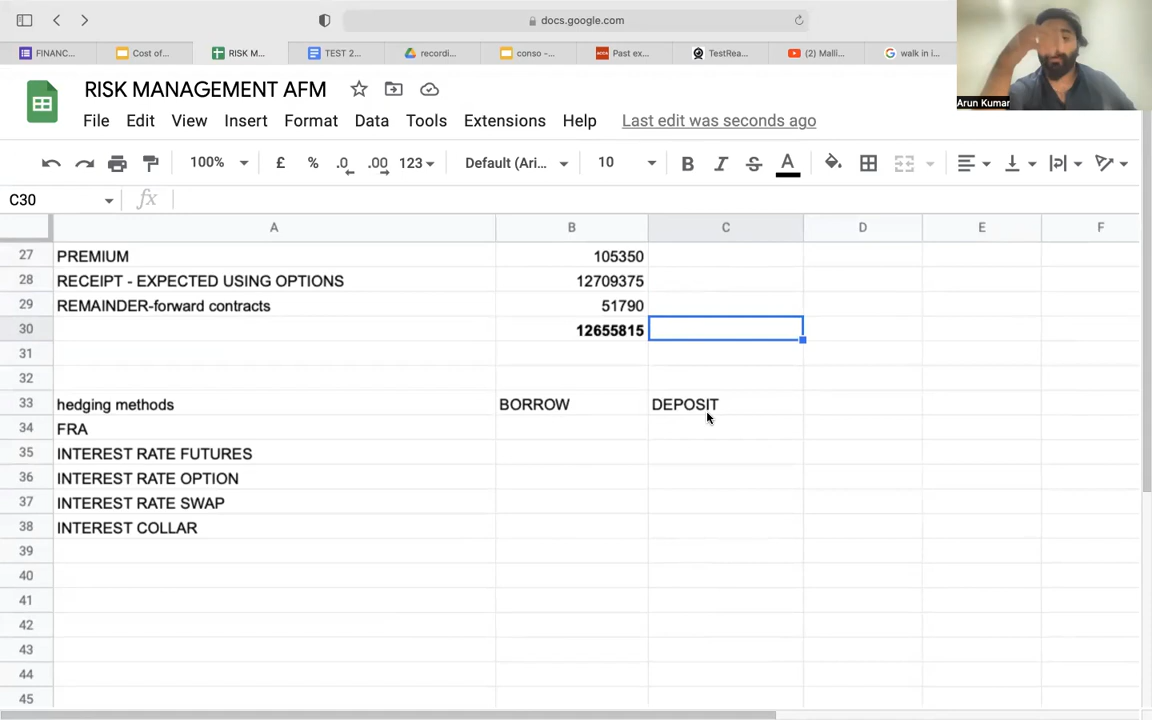 docs.google.com
FINANC...
Cost of...
RISK M...
TEST 2...
recordi...
conso -...
Past ex...
TestRea...
(2) Malli...
walk in i...
Arun Kumar
RISK MANAGEMENT AFM
File Edit View Insert Format Data Tools Extensions Help Last edit was seconds ago
100% £ % .0 .00 123 Default (Ari... 10 B I S A
C30 fx
A B C D E F
27 PREMIUM 105350
28 RECEIPT - EXPECTED USING OPTIONS 12709375
29 REMAINDER-forward contracts 51790
30 12655815
31
32
33 hedging methods BORROW DEPOSIT
34 FRA
35 INTEREST RATE FUTURES
36 INTEREST RATE OPTION
37 INTEREST RATE SWAP
38 INTEREST COLLAR
39
40
41
42
43
44
45